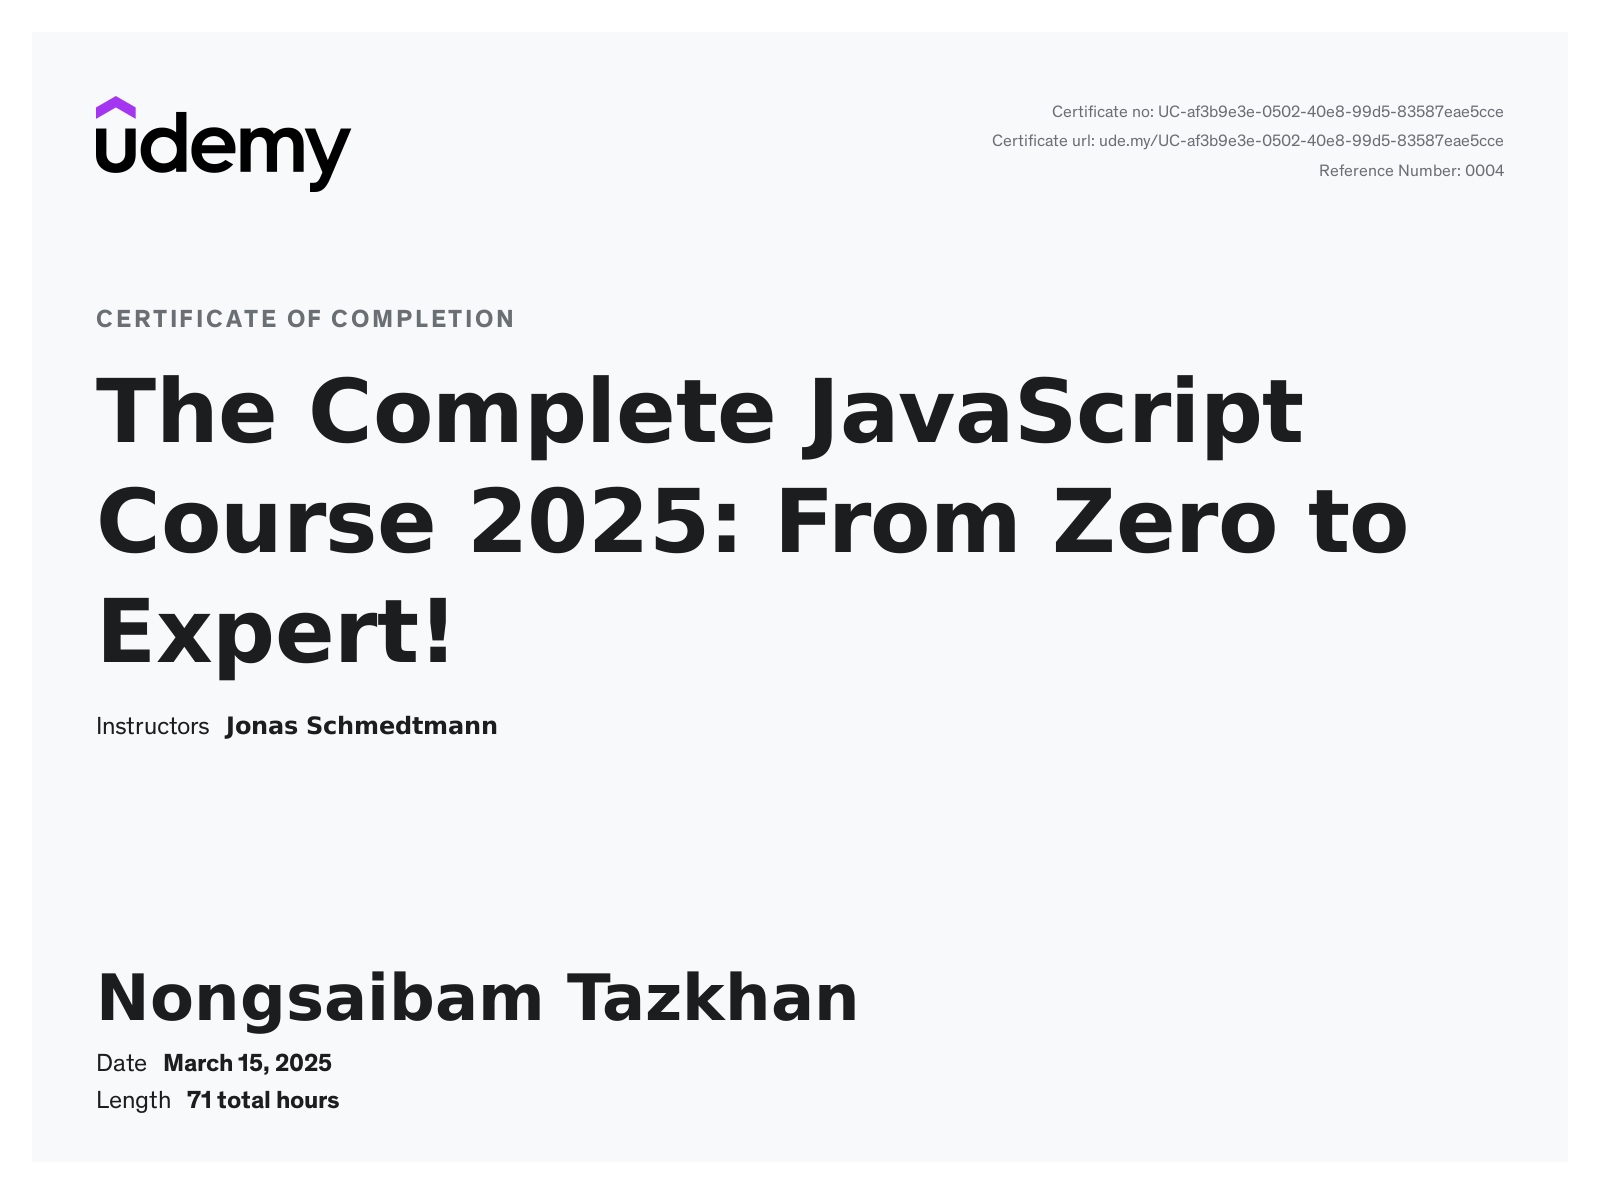 udemy
Certificate no: UC-af3b9e3e-0502-40e8-99d5-83587eae5cce
Certificate url: ude.my/UC-af3b9e3e-0502-40e8-99d5-83587eae5cce
Reference Number: 0004
CERTIFICATE OF COMPLETION
The Complete JavaScript
Course 2025: From Zero to
Expert!
Instructors Jonas Schmedtmann
Nongsaibam Tazkhan
Date March 15, 2025
Length 71 total hours